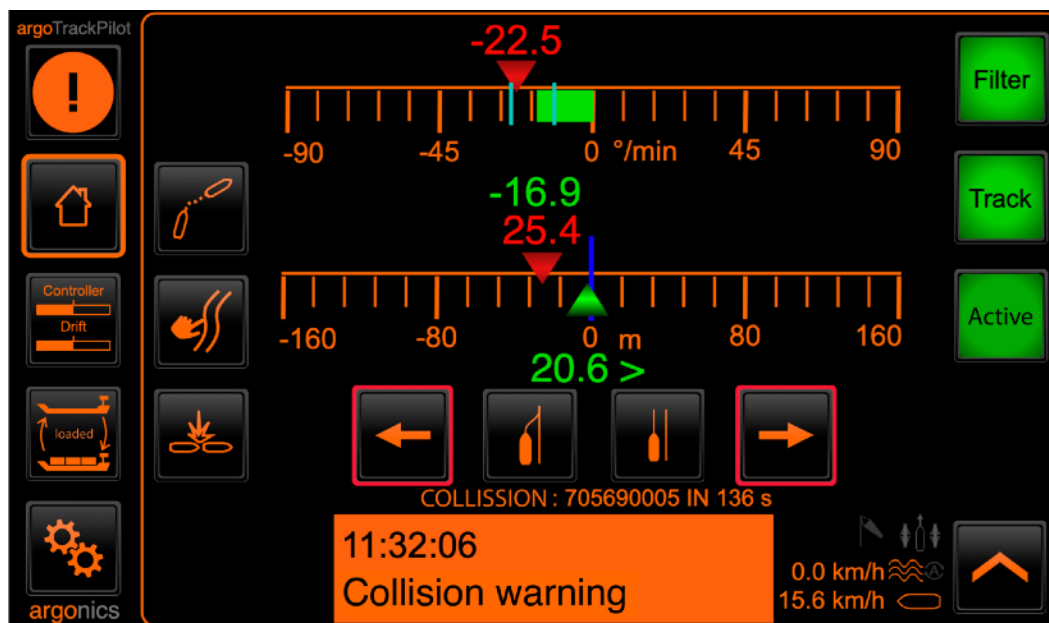 argoTrackPilot
-22.5
Filter
-90 -45 0 °/min 45 90
-16.9
Track
25.4
Controller
Drift
Active
-160 -80 0 m 80 160
20.6 >
loaded
COLLISSION : 705690005 IN 136 s
11:32:06
Collision warning
A
0.0 km/h
15.6 km/h
argonics